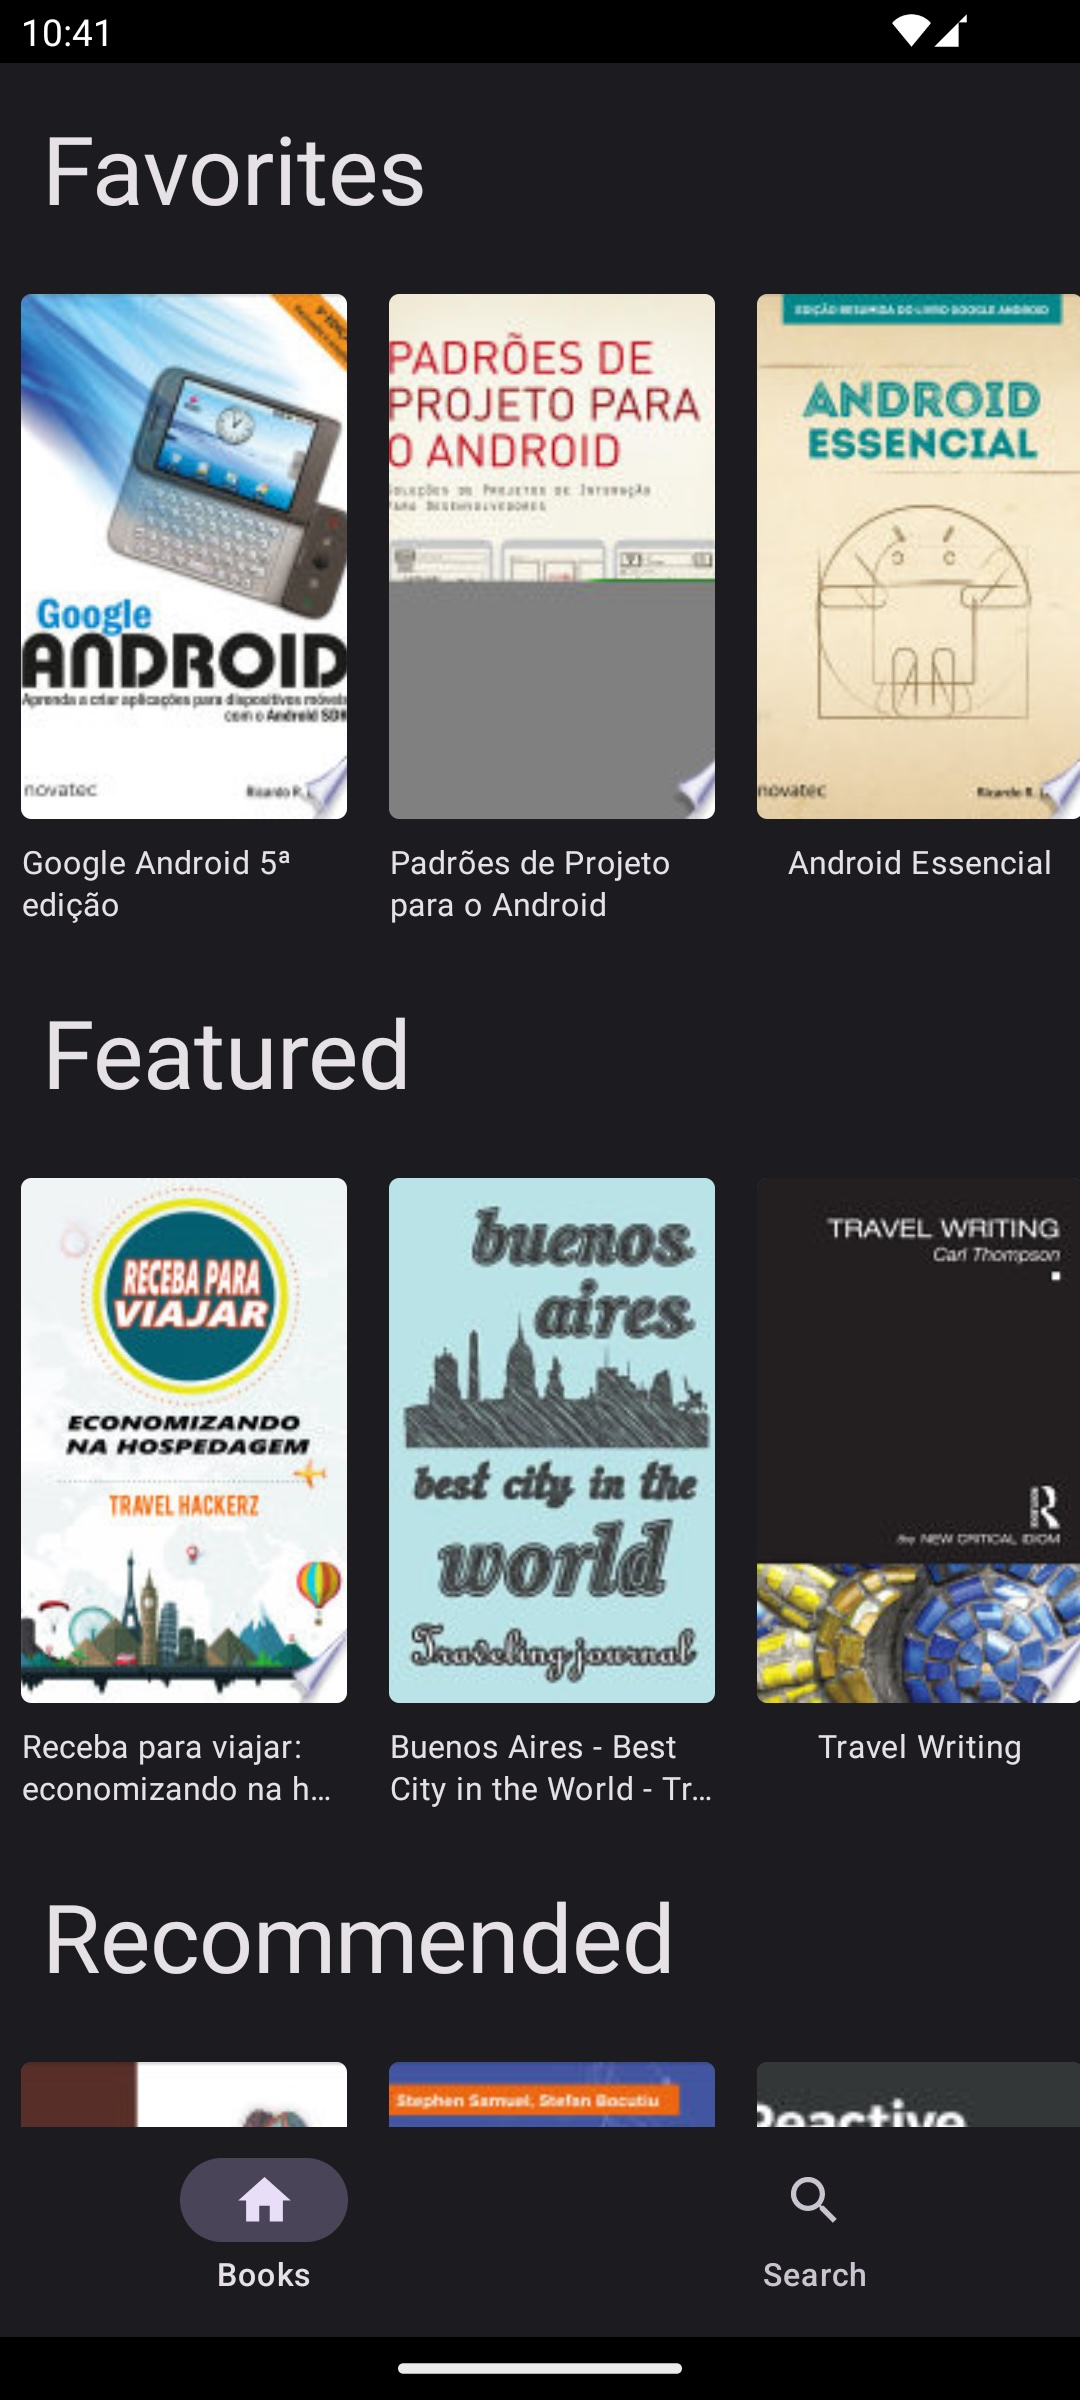 10:41
Favorites
Google
ANDROID
Aprenda a criar aplicações para dispositivos móveis
com o Android SDK
novatec
Ricardo R.
PADRÕES DE
PROJETO PARA
O ANDROID
Soluções de Projetos de Interação
para Desenvolvedores
EDIÇÃO RESUMIDA DO LIVRO GOOGLE ANDROID
ANDROID
ESSENCIAL
novatec
Ricardo R.
Google Android 5ª
edição
Padrões de Projeto
para o Android
Android Essencial
Featured
RECEBA PARA
VIAJAR
ECONOMIZANDO
NA HOSPEDAGEM
TRAVEL HACKERZ
buenos
aires
best city in the
world
Traveling journal
TRAVEL WRITING
Carl Thompson
the NEW CRITICAL IDIOM
Receba para viajar:
economizando na h…
Buenos Aires - Best
City in the World - Tr…
Travel Writing
Recommended
Stephen Samuel, Stefan Bocutiu
Reactive
Books
Search